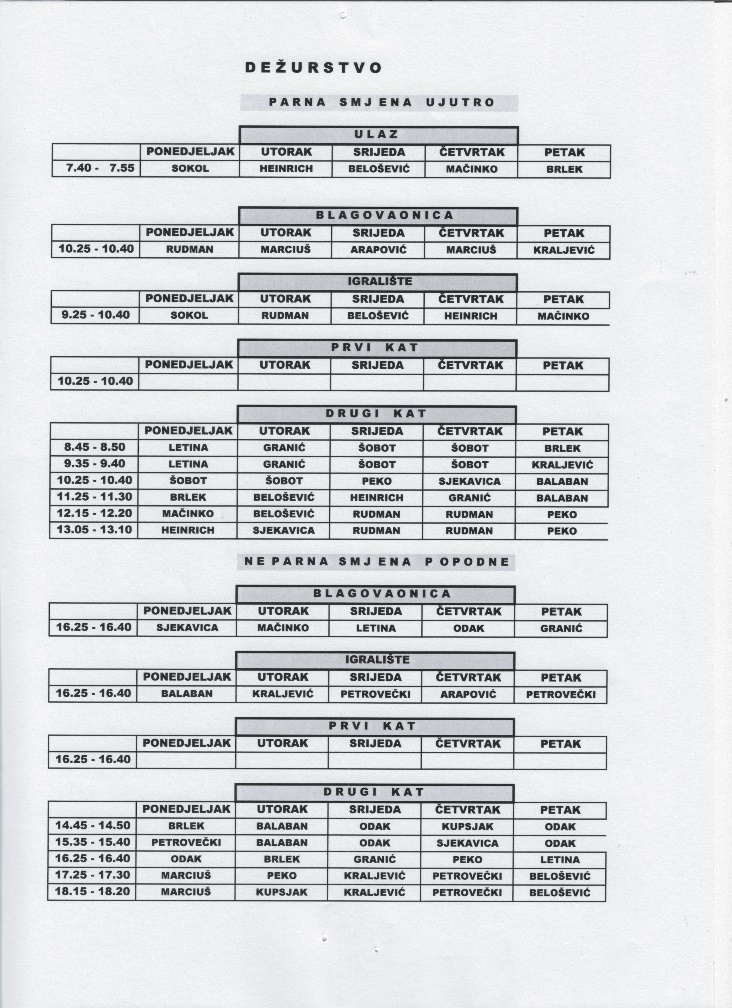 DEŽURSTVO
PARNA SMJENA UJUTRO
ULAZ
PONEDJELJAK UTORAK SRIJEDA ČETVRTAK PETAK
7.40 - 7.55 SOKOL HEINRICH BELOŠEVIĆ MAČINKO BRLEK
BLAGOVAONICA
PONEDJELJAK UTORAK SRIJEDA ČETVRTAK PETAK
10.25 - 10.40 RUDMAN MARCIUŠ ARAPOVIĆ MARCIUŠ KRALJEVIĆ
IGRALIŠTE
PONEDJELJAK UTORAK SRIJEDA ČETVRTAK PETAK
9.25 - 10.40 SOKOL RUDMAN BELOŠEVIĆ HEINRICH MAČINKO
PRVI KAT
PONEDJELJAK UTORAK SRIJEDA ČETVRTAK PETAK
10.25 - 10.40
DRUGI KAT
PONEDJELJAK UTORAK SRIJEDA ČETVRTAK PETAK
8.45 - 8.50 LETINA GRANIĆ ŠOBOT ŠOBOT BRLEK
9.35 - 9.40 LETINA GRANIĆ ŠOBOT ŠOBOT KRALJEVIĆ
10.25 - 10.40 ŠOBOT ŠOBOT PEKO SJEKAVICA BALABAN
11.25 - 11.30 BRLEK BELOŠEVIĆ HEINRICH GRANIĆ BALABAN
12.15 - 12.20 MAČINKO BELOŠEVIĆ RUDMAN RUDMAN PEKO
13.05 - 13.10 HEINRICH SJEKAVICA RUDMAN RUDMAN PEKO
NEPARNA SMJENA POPODNE
BLAGOVAONICA
PONEDJELJAK UTORAK SRIJEDA ČETVRTAK PETAK
16.25 - 16.40 SJEKAVICA MAČINKO LETINA ODAK GRANIĆ
IGRALIŠTE
PONEDJELJAK UTORAK SRIJEDA ČETVRTAK PETAK
16.25 - 16.40 BALABAN KRALJEVIĆ PETROVEČKI ARAPOVIĆ PETROVEČKI
PRVI KAT
PONEDJELJAK UTORAK SRIJEDA ČETVRTAK PETAK
16.25 - 16.40
DRUGI KAT
PONEDJELJAK UTORAK SRIJEDA ČETVRTAK PETAK
14.45 - 14.50 BRLEK BALABAN ODAK KUPSJAK ODAK
15.35 - 15.40 PETROVEČKI BALABAN ODAK SJEKAVICA ODAK
16.25 - 16.40 ODAK BRLEK GRANIĆ PEKO LETINA
17.25 - 17.30 MARCIUŠ PEKO KRALJEVIĆ PETROVEČKI BELOŠEVIĆ
18.15 - 18.20 MARCIUŠ KUPSJAK KRALJEVIĆ PETROVEČKI BELOŠEVIĆ